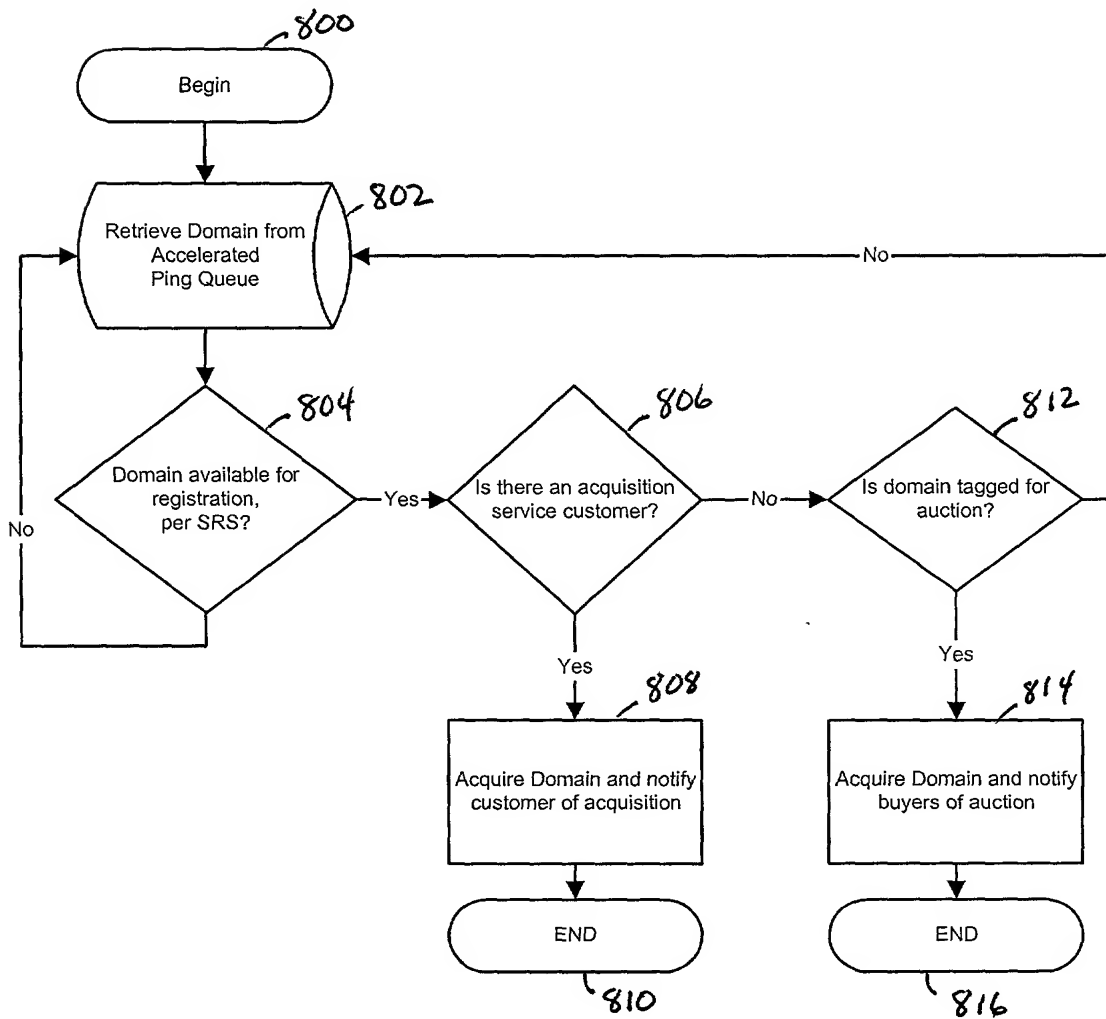 800
Begin
802
Retrieve Domain from
Accelerated
Ping Queue
No
804
Domain available for
registration,
per SRS?
No
Yes
806
Is there an acquisition
service customer?
No
812
Is domain tagged for
auction?
Yes
808
Acquire Domain and notify
customer of acquisition
END
810
Yes
814
Acquire Domain and notify
buyers of auction
END
816